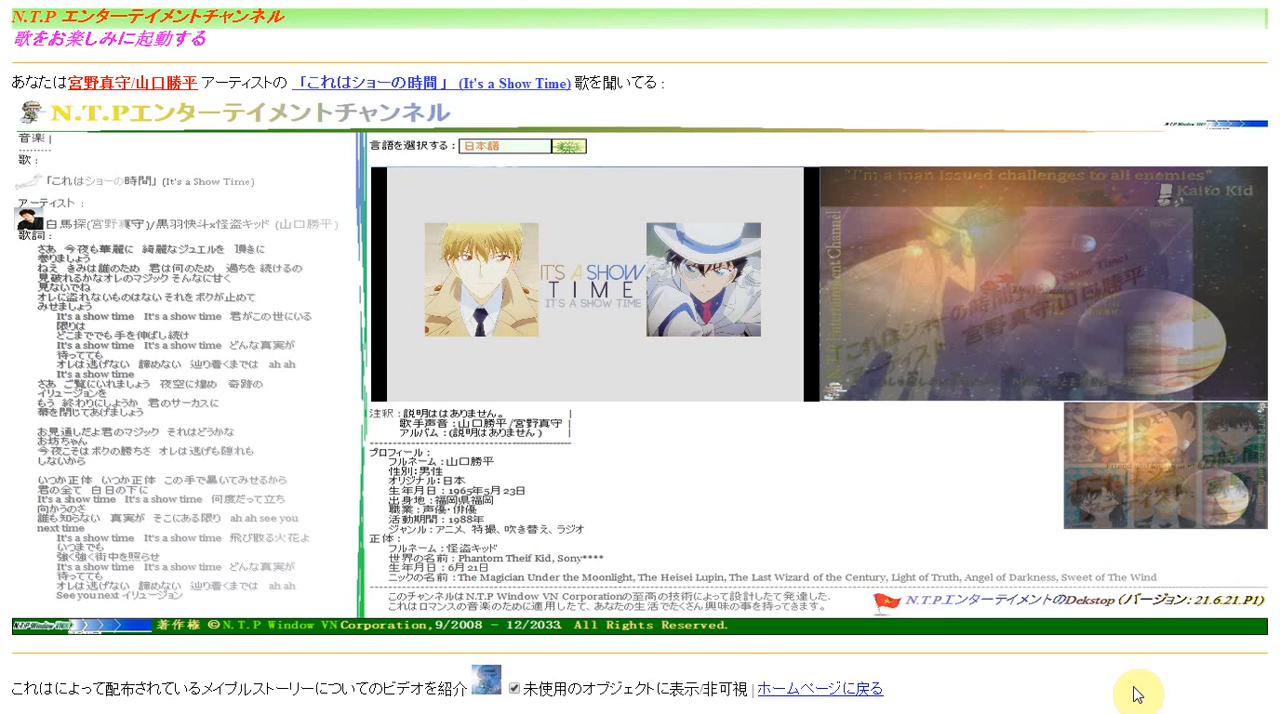 N.T.P エンターテイメントチャンネル
歌をお楽しみに起動する
あなたは宮野真守/山口勝平 アーティストの 「これはショーの時間 」 (It's a Show Time) 歌を聞いてる :
N.T.Pエンターテイメントチャンネル
音楽 |
---------
歌 :
「これはショーの時間」 (It's a Show Time)
アーティスト :
白馬探(宮野真守)/黒羽快斗×怪盗キッド (山口勝平)
歌詞 :
さあ 今夜も華麗に 綺麗なジュエルを 頂きに
参りましょう
ねえ きみは誰のため 君は何のため 過ちを 続けるの
見破れるかなオレのマジック そんなに甘く
見ないでね
オレに盗れないものはない それを ボクが止めて
みせましょう
It's a show time It's a show time 君がこの世にいる
限りは
どこまででも 手を伸ばし続け
It's a show time It's a show time どんな真実が
待ってても
オレは逃げない 諦めない 辿り着くまでは ah ah
It's a show time
さあ ご覧にいれましょう 夜空に煌め 奇跡の
イリュージョンを
もう 終わりにしようか 君のサーカスに
幕を閉じてあげましょう
お見通しだよ君のマジック それはどうかな
お坊ちゃん
今夜こそは ボクの勝ちさ オレは逃げも隠れも
しないから
いつか正体 いつか正体 この手で暴いてみせるから
君の全て 白日の下に
It's a show time It's a show time 何度だって立ち
向かうのさ
誰も知らない 真実が そこにある限り ah ah see you
next time
It's a show time It's a show time 飛び散る火花よ
いつまでも
強く強く街中を照らせ
It's a show time It's a show time どんな真実が
待ってても
オレは逃げない 諦めない 辿り着くまでは ah ah
See you next イリュージョン
言語を選択する : 日本語
IT'S A SHOW
TIME
IT'S A SHOW TIME
"I'm a man issued challenges to all enemies"
Kaito Kid
N.T.P Entertainment Channel
宮野真守/山口勝平
注釈 : 説明ははありません。 |
歌手声音 : 山口勝平/宮野真守 |
アルバム : (説明はありません ) |
プロフィール :
フルネーム : 山口勝平
性別: 男性
オリジナル: 日本
生年月日 : 1965年5月 23日
出身地 : 福岡県福岡
職業 : 声優・俳優
活動期間 : 1988年
ジャンル : アニメ、特撮、吹き替え、ラジオ
正体 :
フルネーム : 怪盗キッド
世界の名前 : Phantom Theif Kid, Sony****
生年月日 : 6月 21日
ニックの名前 : The Magician Under the Moonlight, The Heisei Lupin, The Last Wizard of the Century, Light of Truth, Angel of Darkness, Sweet of The Wind
このチャンネルは N.T.P Window VN Corporationの至高の技術によって設計したて発達した.
これはロマンスの音楽のために適用したて、あなたの生活でたくさん興味の事を持ってきます。
N.T.PエンターテイメントのDekstop (バージョン: 21.6.21.P1)
著作権 ©N.T.P Window VN Corporation,9/2008 - 12/2033. All Rights Reserved.
これはによって配布されているメイプルストーリーについてのビデオを紹介 未使用のオブジェクトに表示/非可視 | ホームページに戻る